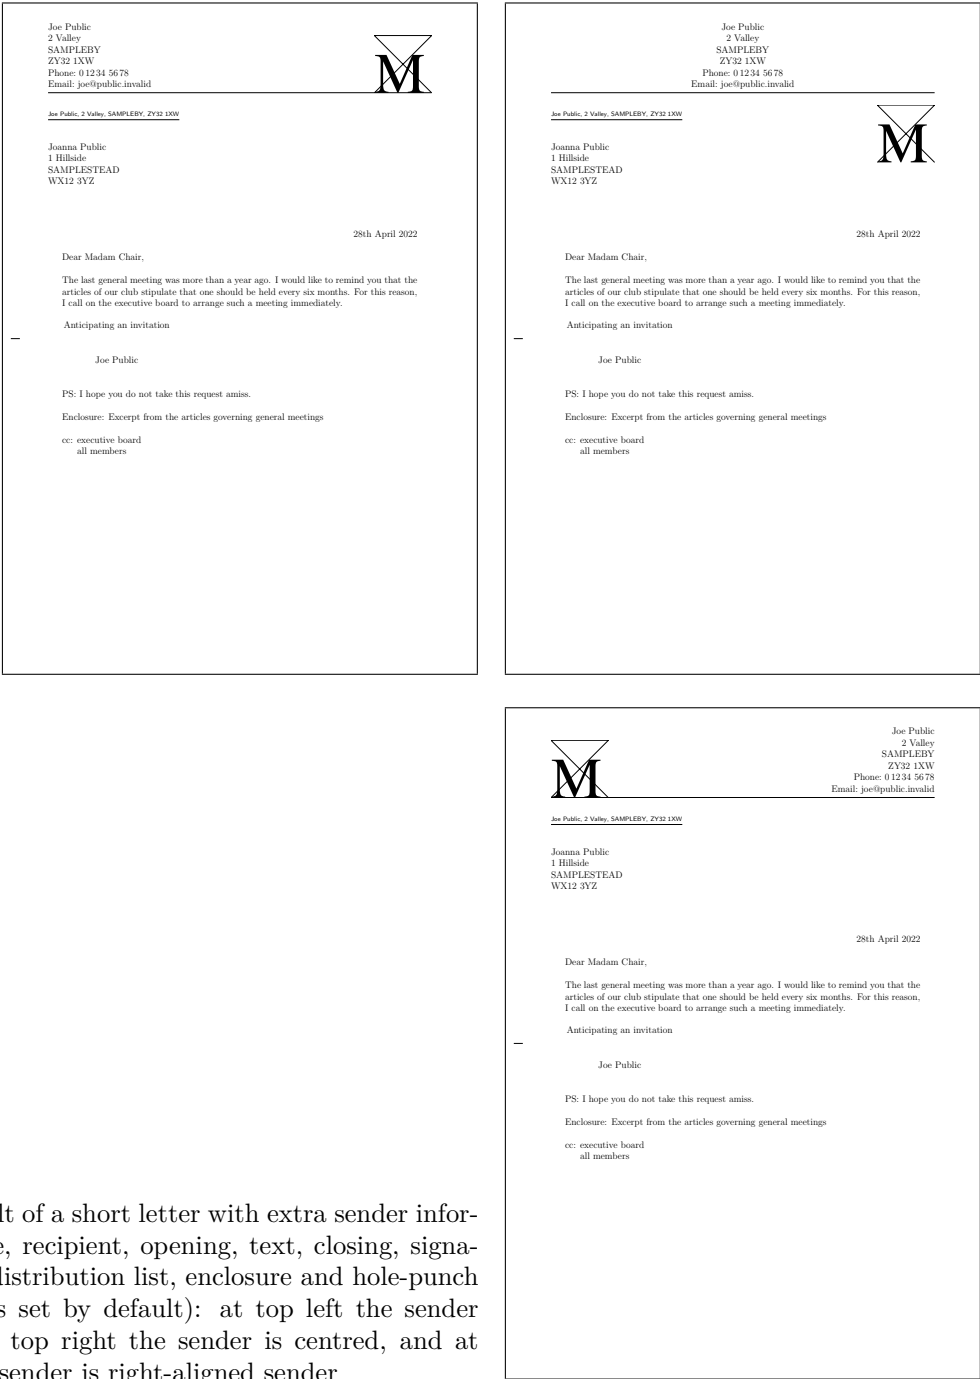 Joe Public
2 Valley
SAMPLEBY
ZY32 1XW
Phone: 0 12 34 56 78
Email: joe@public.invalid
M
Joe Public, 2 Valley, SAMPLEBY, ZY32 1XW
Joanna Public
1 Hillside
SAMPLESTEAD
WX12 3YZ
28th April 2022
Dear Madam Chair,
The last general meeting was more than a year ago. I would like to remind you that the
articles of our club stipulate that one should be held every six months. For this reason,
I call on the executive board to arrange such a meeting immediately.
Anticipating an invitation
Joe Public
PS: I hope you do not take this request amiss.
Enclosure: Excerpt from the articles governing general meetings
cc: executive board
all members
Joe Public
2 Valley
SAMPLEBY
ZY32 1XW
Phone: 0 12 34 56 78
Email: joe@public.invalid
Joe Public, 2 Valley, SAMPLEBY, ZY32 1XW
M
Joanna Public
1 Hillside
SAMPLESTEAD
WX12 3YZ
28th April 2022
Dear Madam Chair,
The last general meeting was more than a year ago. I would like to remind you that the
articles of our club stipulate that one should be held every six months. For this reason,
I call on the executive board to arrange such a meeting immediately.
Anticipating an invitation
Joe Public
PS: I hope you do not take this request amiss.
Enclosure: Excerpt from the articles governing general meetings
cc: executive board
all members
Joe Public
2 Valley
SAMPLEBY
ZY32 1XW
Phone: 0 12 34 56 78
Email: joe@public.invalid
M
Joe Public, 2 Valley, SAMPLEBY, ZY32 1XW
Joanna Public
1 Hillside
SAMPLESTEAD
WX12 3YZ
28th April 2022
Dear Madam Chair,
The last general meeting was more than a year ago. I would like to remind you that the
articles of our club stipulate that one should be held every six months. For this reason,
I call on the executive board to arrange such a meeting immediately.
Anticipating an invitation
Joe Public
PS: I hope you do not take this request amiss.
Enclosure: Excerpt from the articles governing general meetings
cc: executive board
all members
of a short letter with extra sender infor-
recipient, opening, text, closing, signa-
distribution list, enclosure and hole-punch
set by default): at top left the sender
top right the sender is centred, and at
sender is right-aligned sender